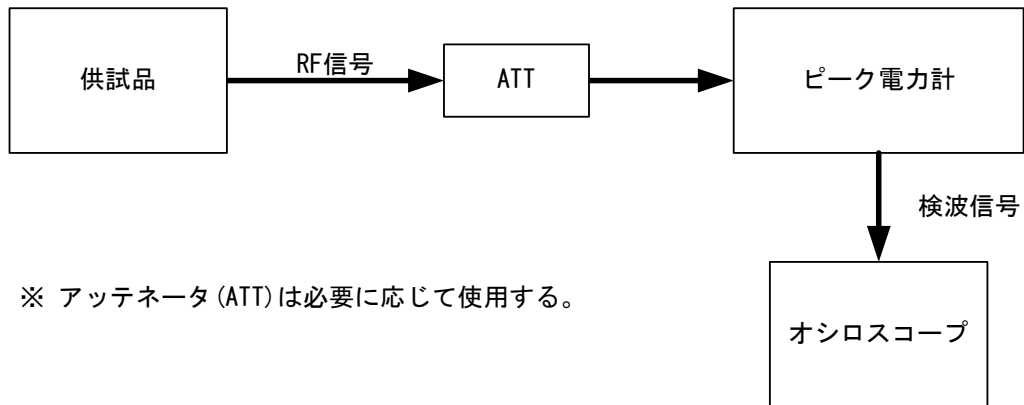 供試品
RF信号
ATT
ピーク電力計
検波信号
※ アッテネータ(ATT)は必要に応じて使用する。
オシロスコープ